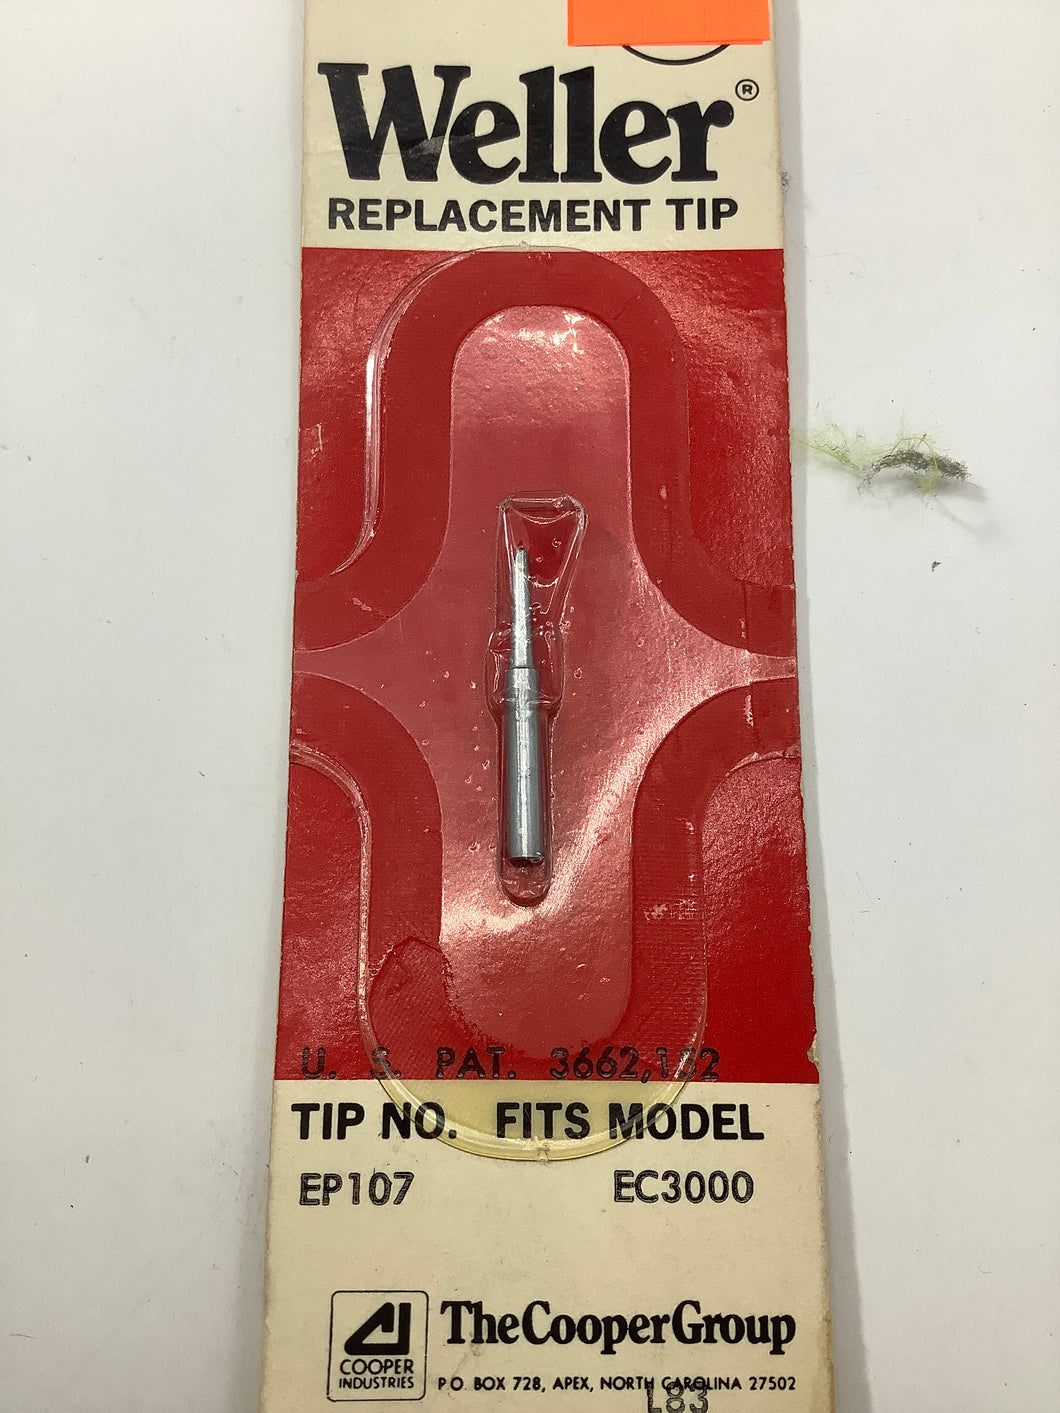 Weller®
REPLACEMENT TIP
U. S. PAT. 3662,152
TIP NO. FITS MODEL
EP107 EC3000
COOPER
INDUSTRIES
TheCooperGroup
P.O. BOX 728, APEX, NORTH CAROLINA 27502
L83